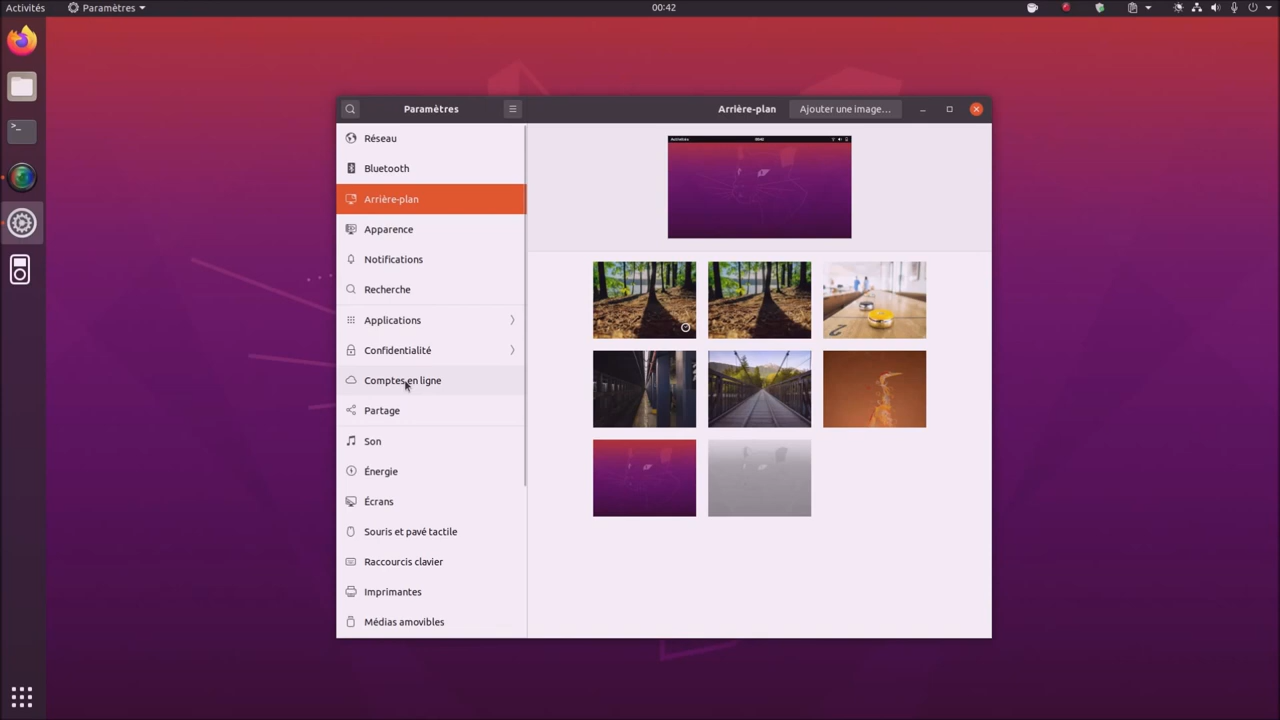 Activités
Paramètres
00:42
Paramètres
Arrière-plan
Ajouter une image...
Réseau
Bluetooth
Arrière-plan
Apparence
Notifications
Recherche
Applications
Confidentialité
Comptes en ligne
Partage
Son
Énergie
Écrans
Souris et pavé tactile
Raccourcis clavier
Imprimantes
Médias amovibles